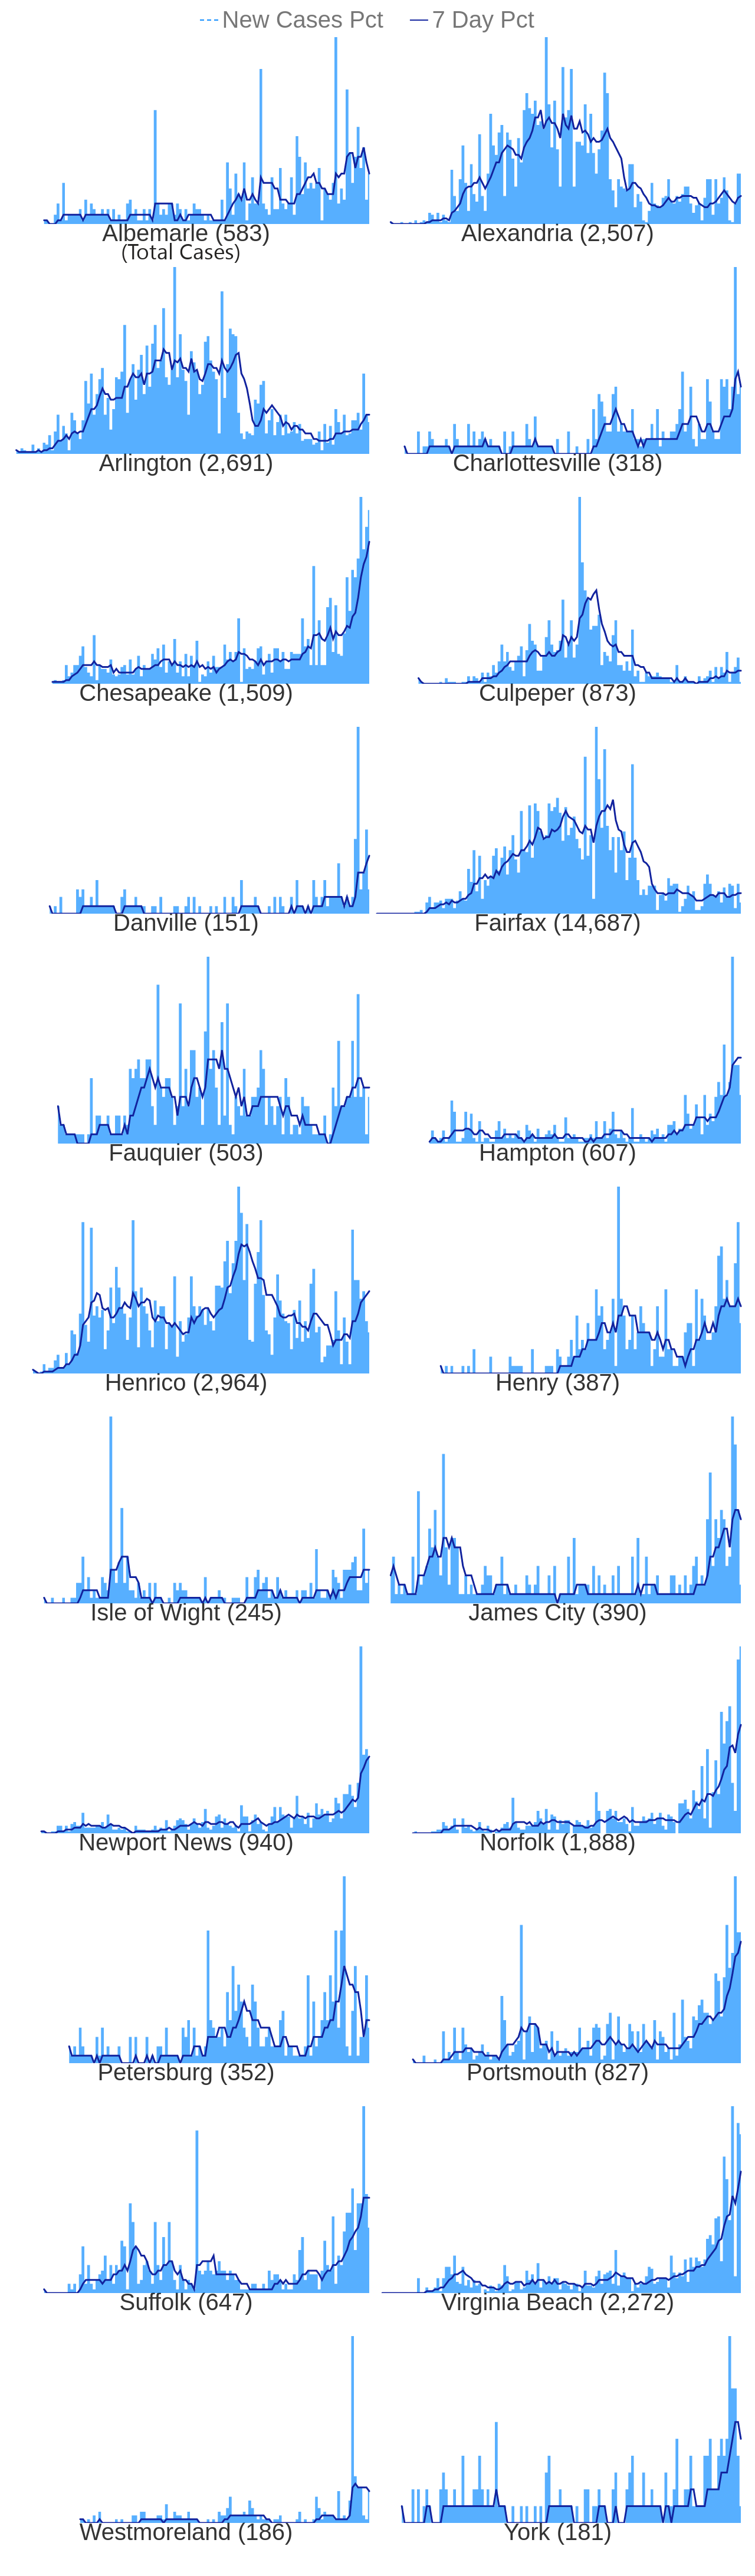 New Cases Pct 7 Day Pct
Albemarle (583) Alexandria (2,507)
(Total Cases)
Arlington (2,691) Charlottesville (318)
Chesapeake (1,509) Culpeper (873)
Danville (151) Fairfax (14,687)
Fauquier (503) Hampton (607)
Henrico (2,964) Henry (387)
Isle of Wight (245) James City (390)
Newport News (940) Norfolk (1,888)
Petersburg (352) Portsmouth (827)
Suffolk (647) Virginia Beach (2,272)
Westmoreland (186) York (181)